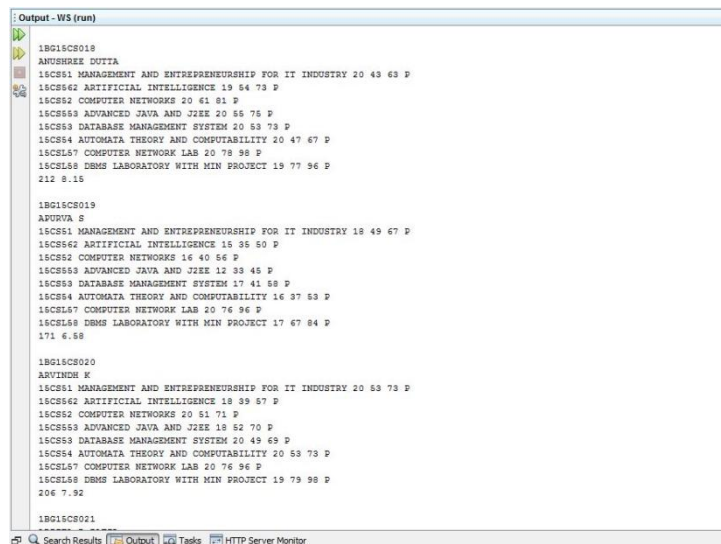 Output - WS (run)
1BG15CS018
ANUSHREE DUTTA
15CS51 MANAGEMENT AND ENTREPRENEURSHIP FOR IT INDUSTRY 20 43 63 P
15CS562 ARTIFICIAL INTELLIGENCE 19 54 73 P
15CS52 COMPUTER NETWORKS 20 61 81 P
15CS553 ADVANCED JAVA AND J2EE 20 55 75 P
15CS53 DATABASE MANAGEMENT SYSTEM 20 53 73 P
15CS54 AUTOMATA THEORY AND COMPUTABILITY 20 47 67 P
15CSL57 COMPUTER NETWORK LAB 20 78 98 P
15CSL58 DBMS LABORATORY WITH MIN PROJECT 19 77 96 P
212 8.15
1BG15CS019
APURVA S
15CS51 MANAGEMENT AND ENTREPRENEURSHIP FOR IT INDUSTRY 18 49 67 P
15CS562 ARTIFICIAL INTELLIGENCE 15 35 50 P
15CS52 COMPUTER NETWORKS 16 40 56 P
15CS553 ADVANCED JAVA AND J2EE 12 33 45 P
15CS53 DATABASE MANAGEMENT SYSTEM 17 41 58 P
15CS54 AUTOMATA THEORY AND COMPUTABILITY 16 37 53 P
15CSL57 COMPUTER NETWORK LAB 20 76 96 P
15CSL58 DBMS LABORATORY WITH MIN PROJECT 17 67 84 P
171 6.58
1BG15CS020
ARVINDH K
15CS51 MANAGEMENT AND ENTREPRENEURSHIP FOR IT INDUSTRY 20 53 73 P
15CS562 ARTIFICIAL INTELLIGENCE 18 39 57 P
15CS52 COMPUTER NETWORKS 20 51 71 P
15CS553 ADVANCED JAVA AND J2EE 18 52 70 P
15CS53 DATABASE MANAGEMENT SYSTEM 20 49 69 P
15CS54 AUTOMATA THEORY AND COMPUTABILITY 20 53 73 P
15CSL57 COMPUTER NETWORK LAB 20 76 96 P
15CSL58 DBMS LABORATORY WITH MIN PROJECT 19 79 98 P
206 7.92
1BG15CS021
Search Results Output Tasks HTTP Server Monitor